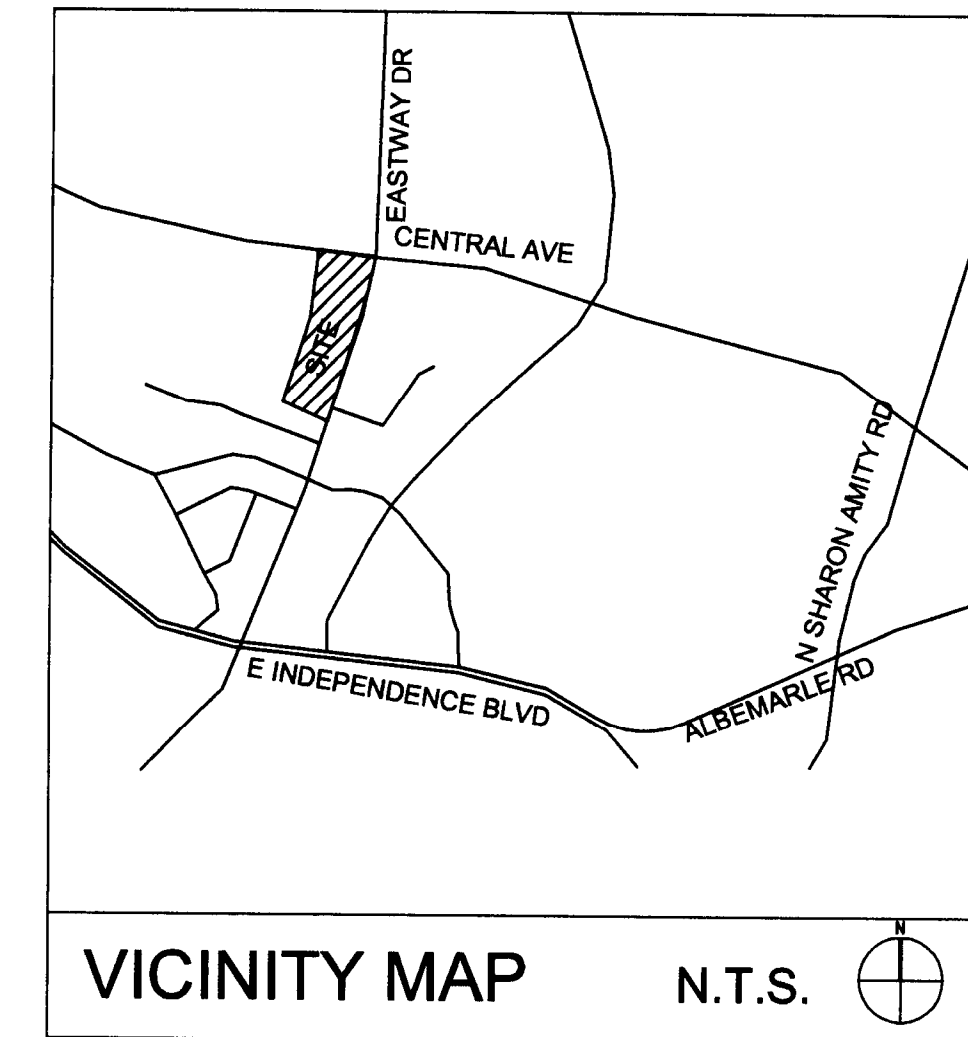 EASTWAY DR
CENTRAL AVE
SITE
N SHARON AMITY RD
E INDEPENDENCE BLVD
ALBEMARLE RD
VICINITY MAP
N.T.S.
N